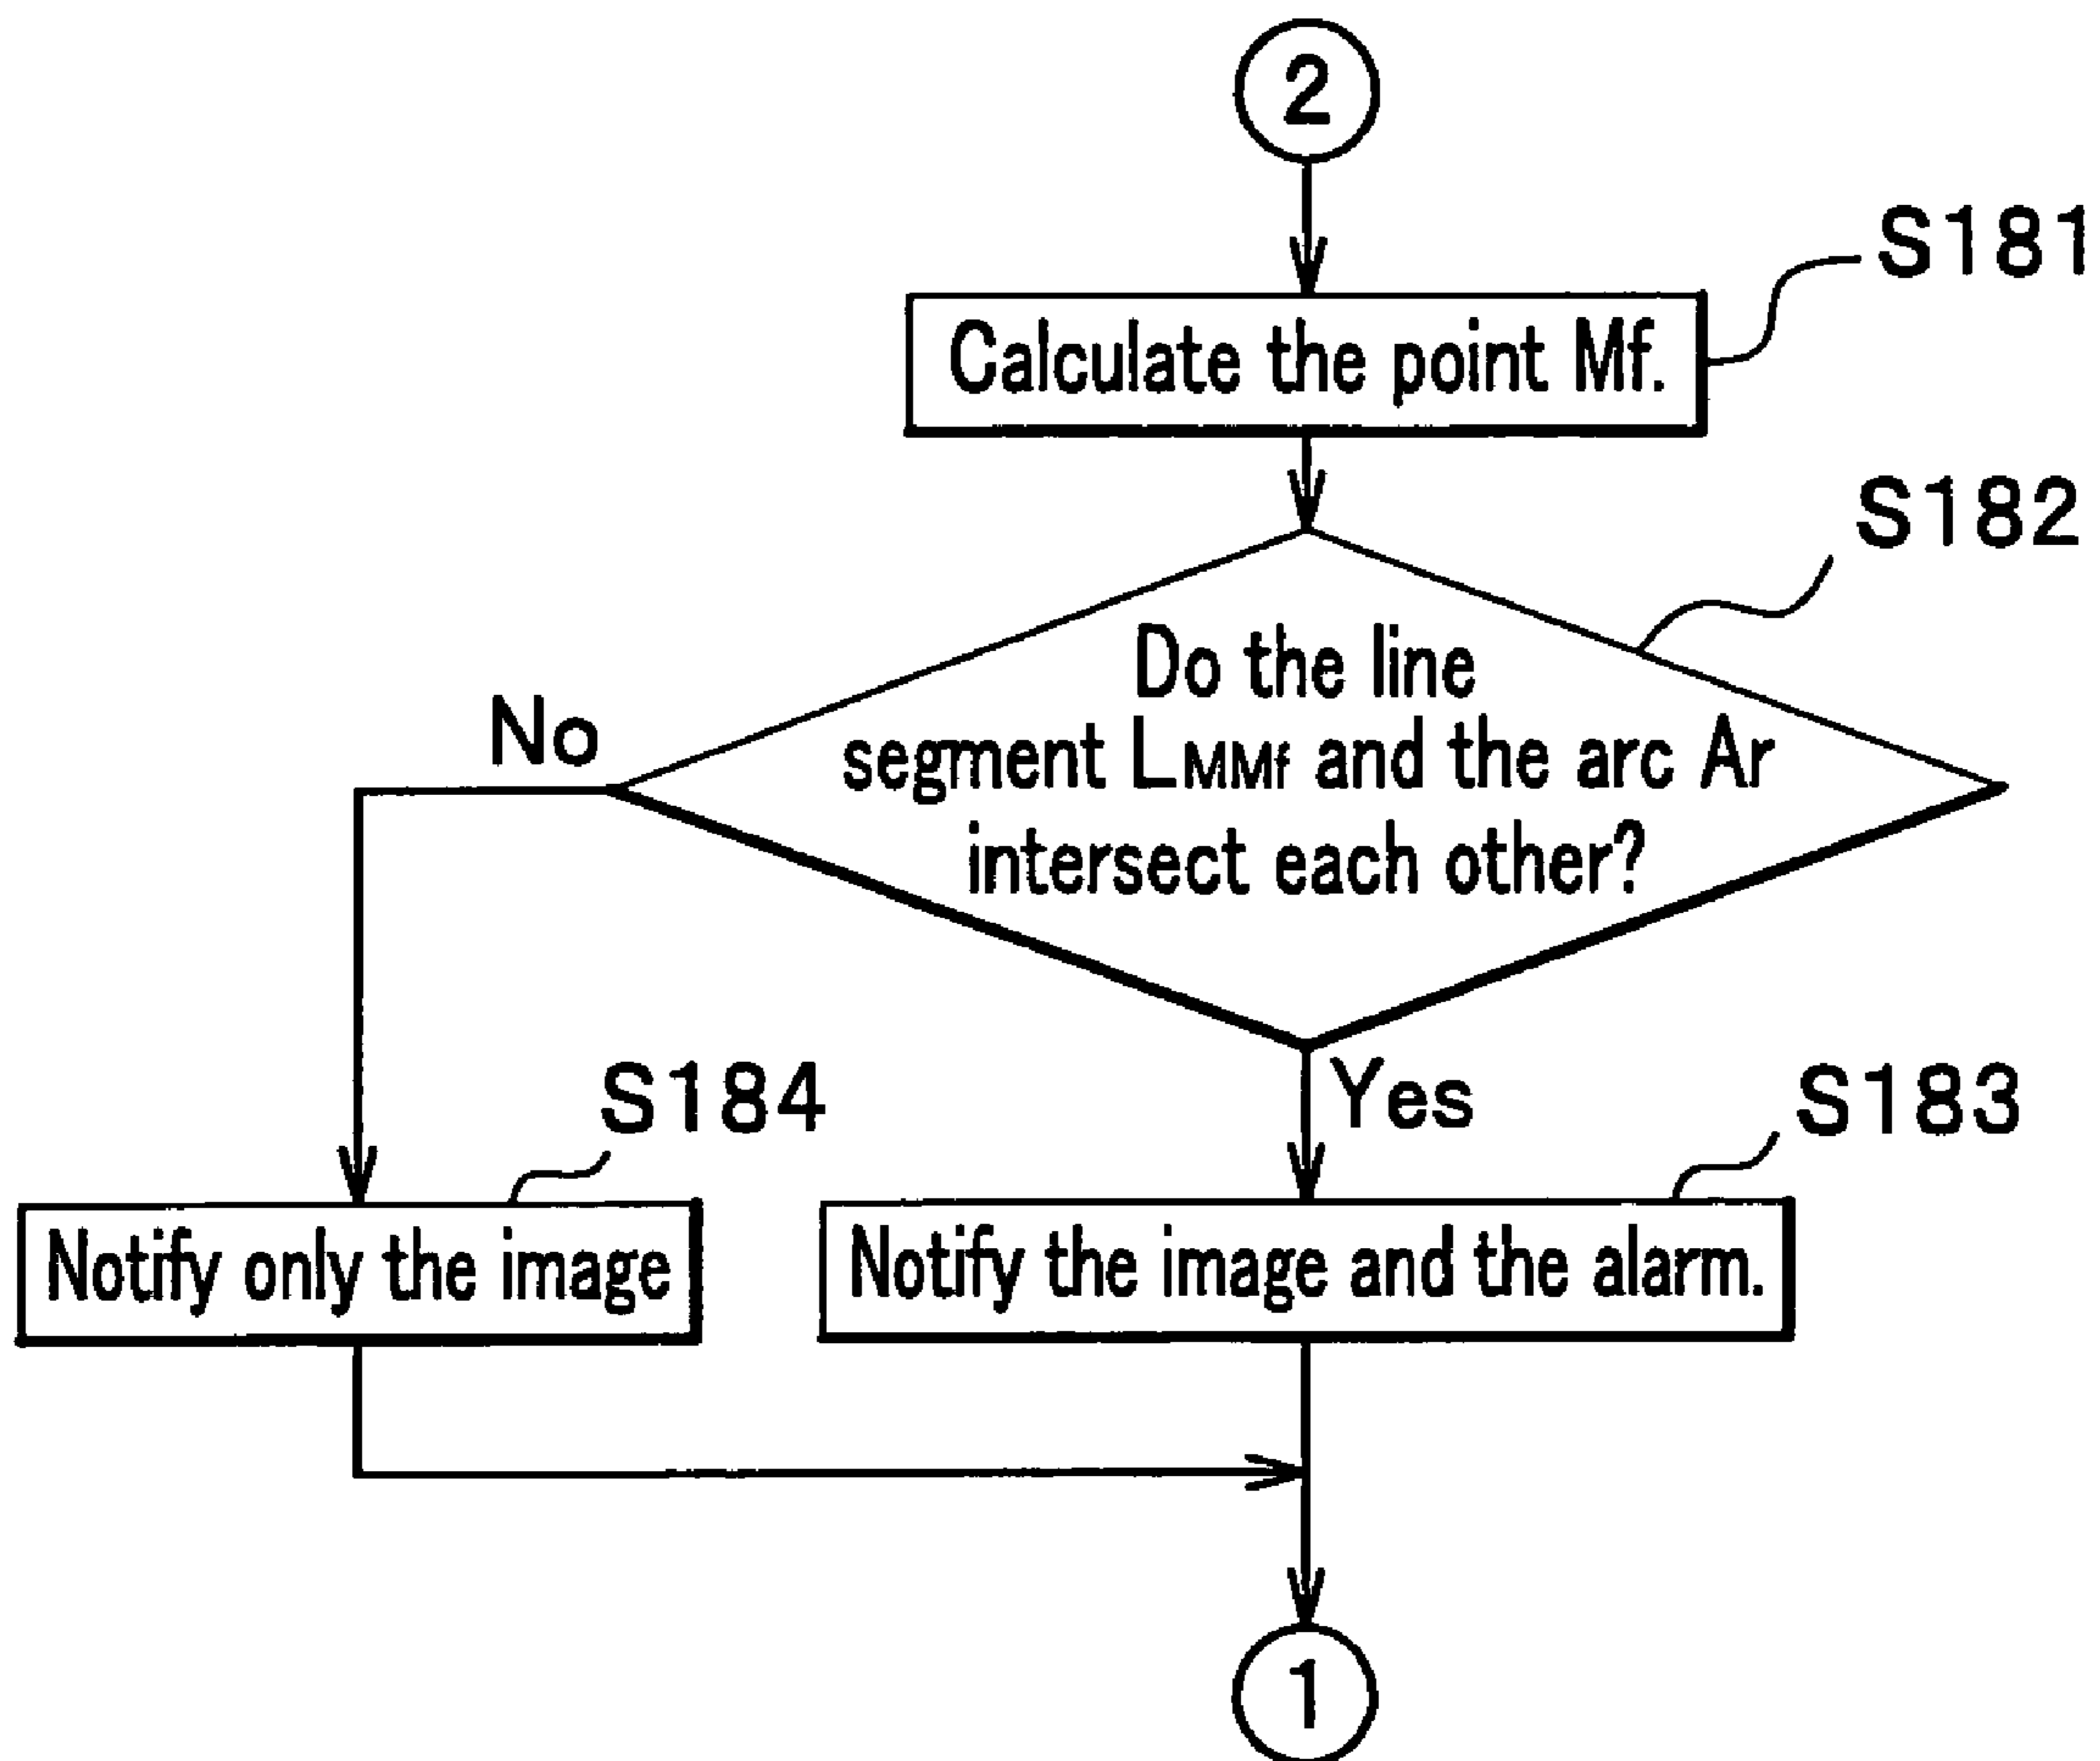 2
S181
Calculate the point Mf.
S182
Do the line
segment LMMf and the arc Ar
intersect each other?
No
Yes
S184
S183
Notify only the image
Notify the image and the alarm.
1